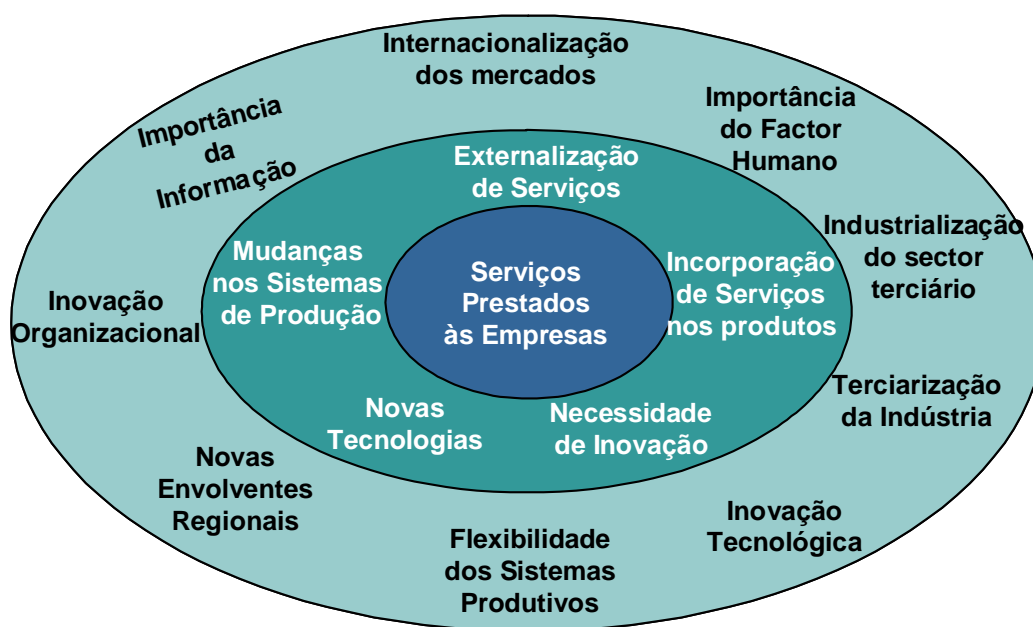 Internacionalização
dos mercados
Importância
do Factor
Humano
Importância
da
Informação
Externalização
de Serviços
Industrialização
do sector
terciário
Mudanças
nos Sistemas
de Produção
Serviços
Prestados
às Empresas
Incorporação
de Serviços
nos produtos
Inovação
Organizacional
Terciarização
da Indústria
Novas
Tecnologias
Necessidade
de Inovação
Novas
Envolventes
Regionais
Inovação
Tecnológica
Flexibilidade
dos Sistemas
Produtivos